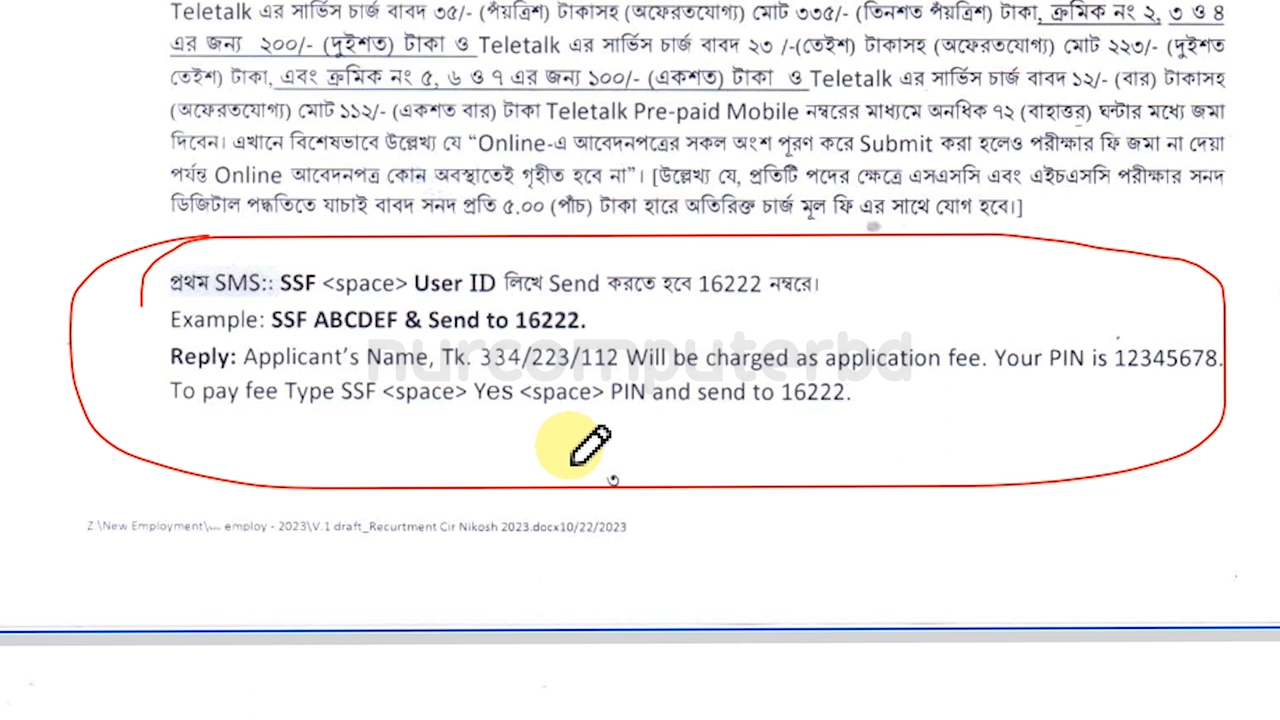 Teletalk এর সার্ভিস চার্জ বাবদ ৩৫/- (পঁয়ত্রিশ) টাকাসহ (অফেরতযোগ্য) মোট ৩৩৫/- (তিনশত পঁয়ত্রিশ) টাকা, ক্রমিক নং ২, ৩ ও ৪
এর জন্য ২০০/- (দুইশত) টাকা ও Teletalk এর সার্ভিস চার্জ বাবদ ২৩ /-(তেইশ) টাকাসহ (অফেরতযোগ্য) মোট ২২৩/- (দুইশত
তেইশ) টাকা, এবং ক্রমিক নং ৫, ৬ ও ৭ এর জন্য ১০০/- (একশত) টাকা ও Teletalk এর সার্ভিস চার্জ বাবদ ১২/- (বার) টাকাসহ
(অফেরতযোগ্য) মোট ১১২/- (একশত বার) টাকা Teletalk Pre-paid Mobile নম্বরের মাধ্যমে অনধিক ৭২ (বাহাত্তর) ঘন্টার মধ্যে জমা
দিবেন। এখানে বিশেষভাবে উল্লেখ্য যে “Online-এ আবেদনপত্রের সকল অংশ পূরণ করে Submit করা হলেও পরীক্ষার ফি জমা না দেয়া
পর্যন্ত Online আবেদনপত্র কোন অবস্থাতেই গৃহীত হবে না”। [উল্লেখ্য যে, প্রতিটি পদের ক্ষেত্রে এসএসসি এবং এইচএসসি পরীক্ষার সনদ
ডিজিটাল পদ্ধতিতে যাচাই বাবদ সনদ প্রতি ৫.০০ (পাঁচ) টাকা হারে অতিরিক্ত চার্জ মূল ফি এর সাথে যোগ হবে।]
প্রথম SMS:: SSF <space> User ID লিখে Send করতে হবে 16222 নম্বরে।
Example: SSF ABCDEF & Send to 16222.
nurcomputerbd
Reply: Applicant’s Name, Tk. 334/223/112 Will be charged as application fee. Your PIN is 12345678.
To pay fee Type SSF <space> Yes <space> PIN and send to 16222.
৩
Z:\New Employment\ employ - 2023\V.1 draft_Recurtment Cir Nikosh 2023.docx10/22/2023